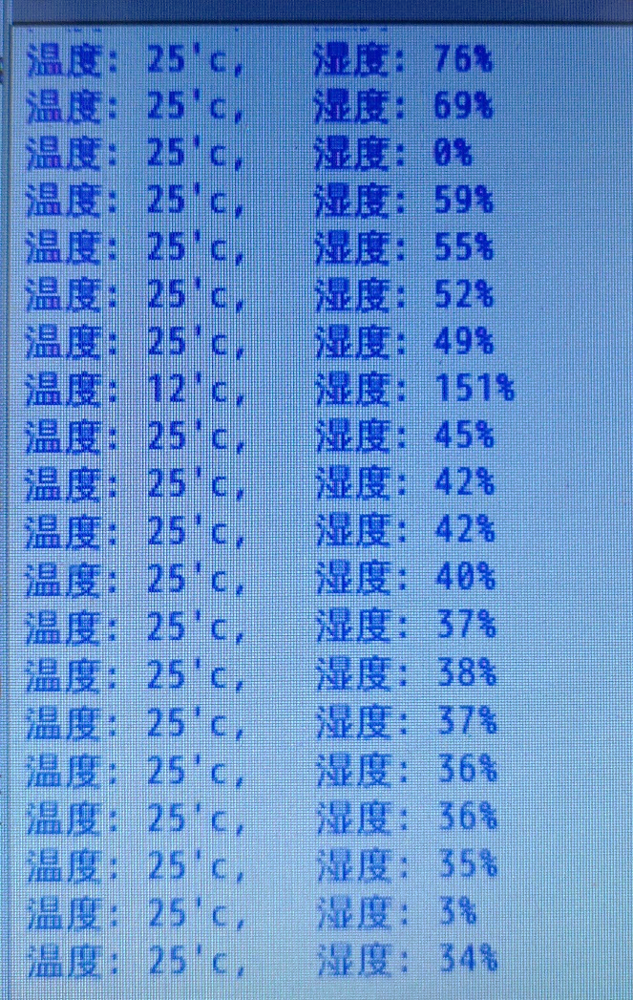 温度: 25'c, 湿度: 76%
温度: 25'c, 湿度: 69%
温度: 25'c, 湿度: 0%
温度: 25'c, 湿度: 59%
温度: 25'c, 湿度: 55%
温度: 25'c, 湿度: 52%
温度: 25'c, 湿度: 49%
温度: 12'c, 湿度: 151%
温度: 25'c, 湿度: 45%
温度: 25'c, 湿度: 42%
温度: 25'c, 湿度: 42%
温度: 25'c, 湿度: 40%
温度: 25'c, 湿度: 37%
温度: 25'c, 湿度: 38%
温度: 25'c, 湿度: 37%
温度: 25'c, 湿度: 36%
温度: 25'c, 湿度: 36%
温度: 25'c, 湿度: 35%
温度: 25'c, 湿度: 3%
温度: 25'c, 湿度: 34%